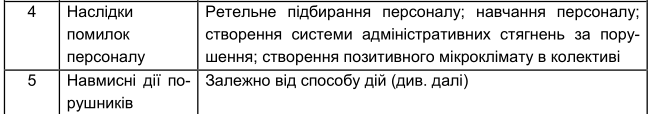 4 Наслідки Ретельне підбирання персоналу; навчання персоналу;
помилок створення системи адміністративних стягнень за пору-
персоналу шення; створення позитивного мікроклімату в колективі
5 Навмисні дії по- Залежно від способу дій (див. далі)
рушників